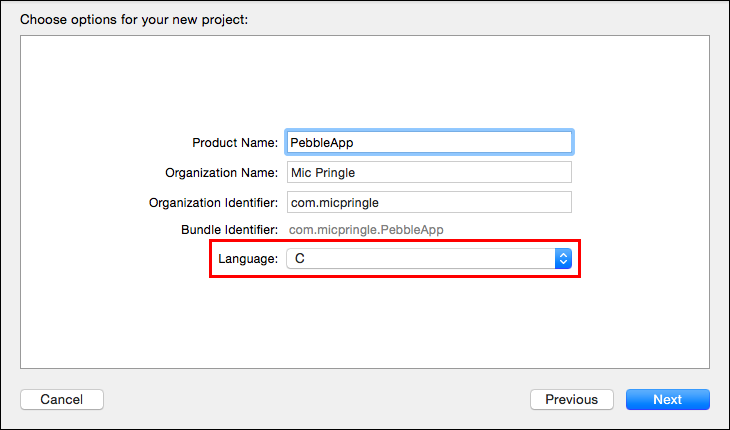 Choose options for your new project:
Product Name: PebbleApp
Organization Name: Mic Pringle
Organization Identifier: com.micpringle
Bundle Identifier: com.micpringle.PebbleApp
Language: C
Cancel Previous Next